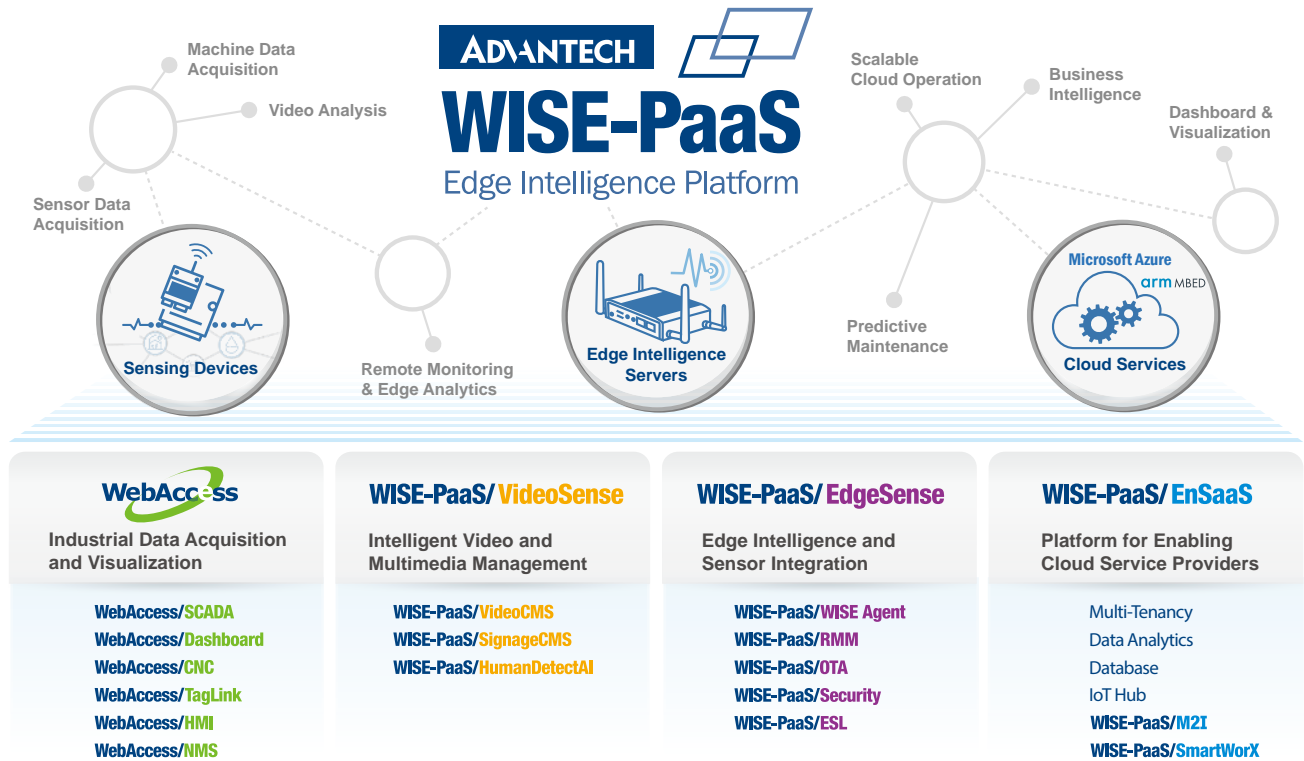 ADVANTECH
WISE-PaaS
Edge Intelligence Platform
Machine Data
Acquisition
Video Analysis
Sensor Data
Acquisition
Scalable
Cloud Operation
Business
Intelligence
Dashboard &
Visualization
Sensing Devices
Remote Monitoring
& Edge Analytics
Edge Intelligence
Servers
Predictive
Maintenance
Microsoft Azure
arm MBED
Cloud Services
WebAccess
Industrial Data Acquisition
and Visualization
WebAccess/SCADA
WebAccess/Dashboard
WebAccess/CNC
WebAccess/TagLink
WebAccess/HMI
WebAccess/NMS
WISE-PaaS/VideoSense
Intelligent Video and
Multimedia Management
WISE-PaaS/VideoCMS
WISE-PaaS/SignageCMS
WISE-PaaS/HumanDetectAI
WISE-PaaS/EdgeSense
Edge Intelligence and
Sensor Integration
WISE-PaaS/WISE Agent
WISE-PaaS/RMM
WISE-PaaS/OTA
WISE-PaaS/Security
WISE-PaaS/ESL
WISE-PaaS/EnSaaS
Platform for Enabling
Cloud Service Providers
Multi-Tenancy
Data Analytics
Database
IoT Hub
WISE-PaaS/M2I
WISE-PaaS/SmartWorX